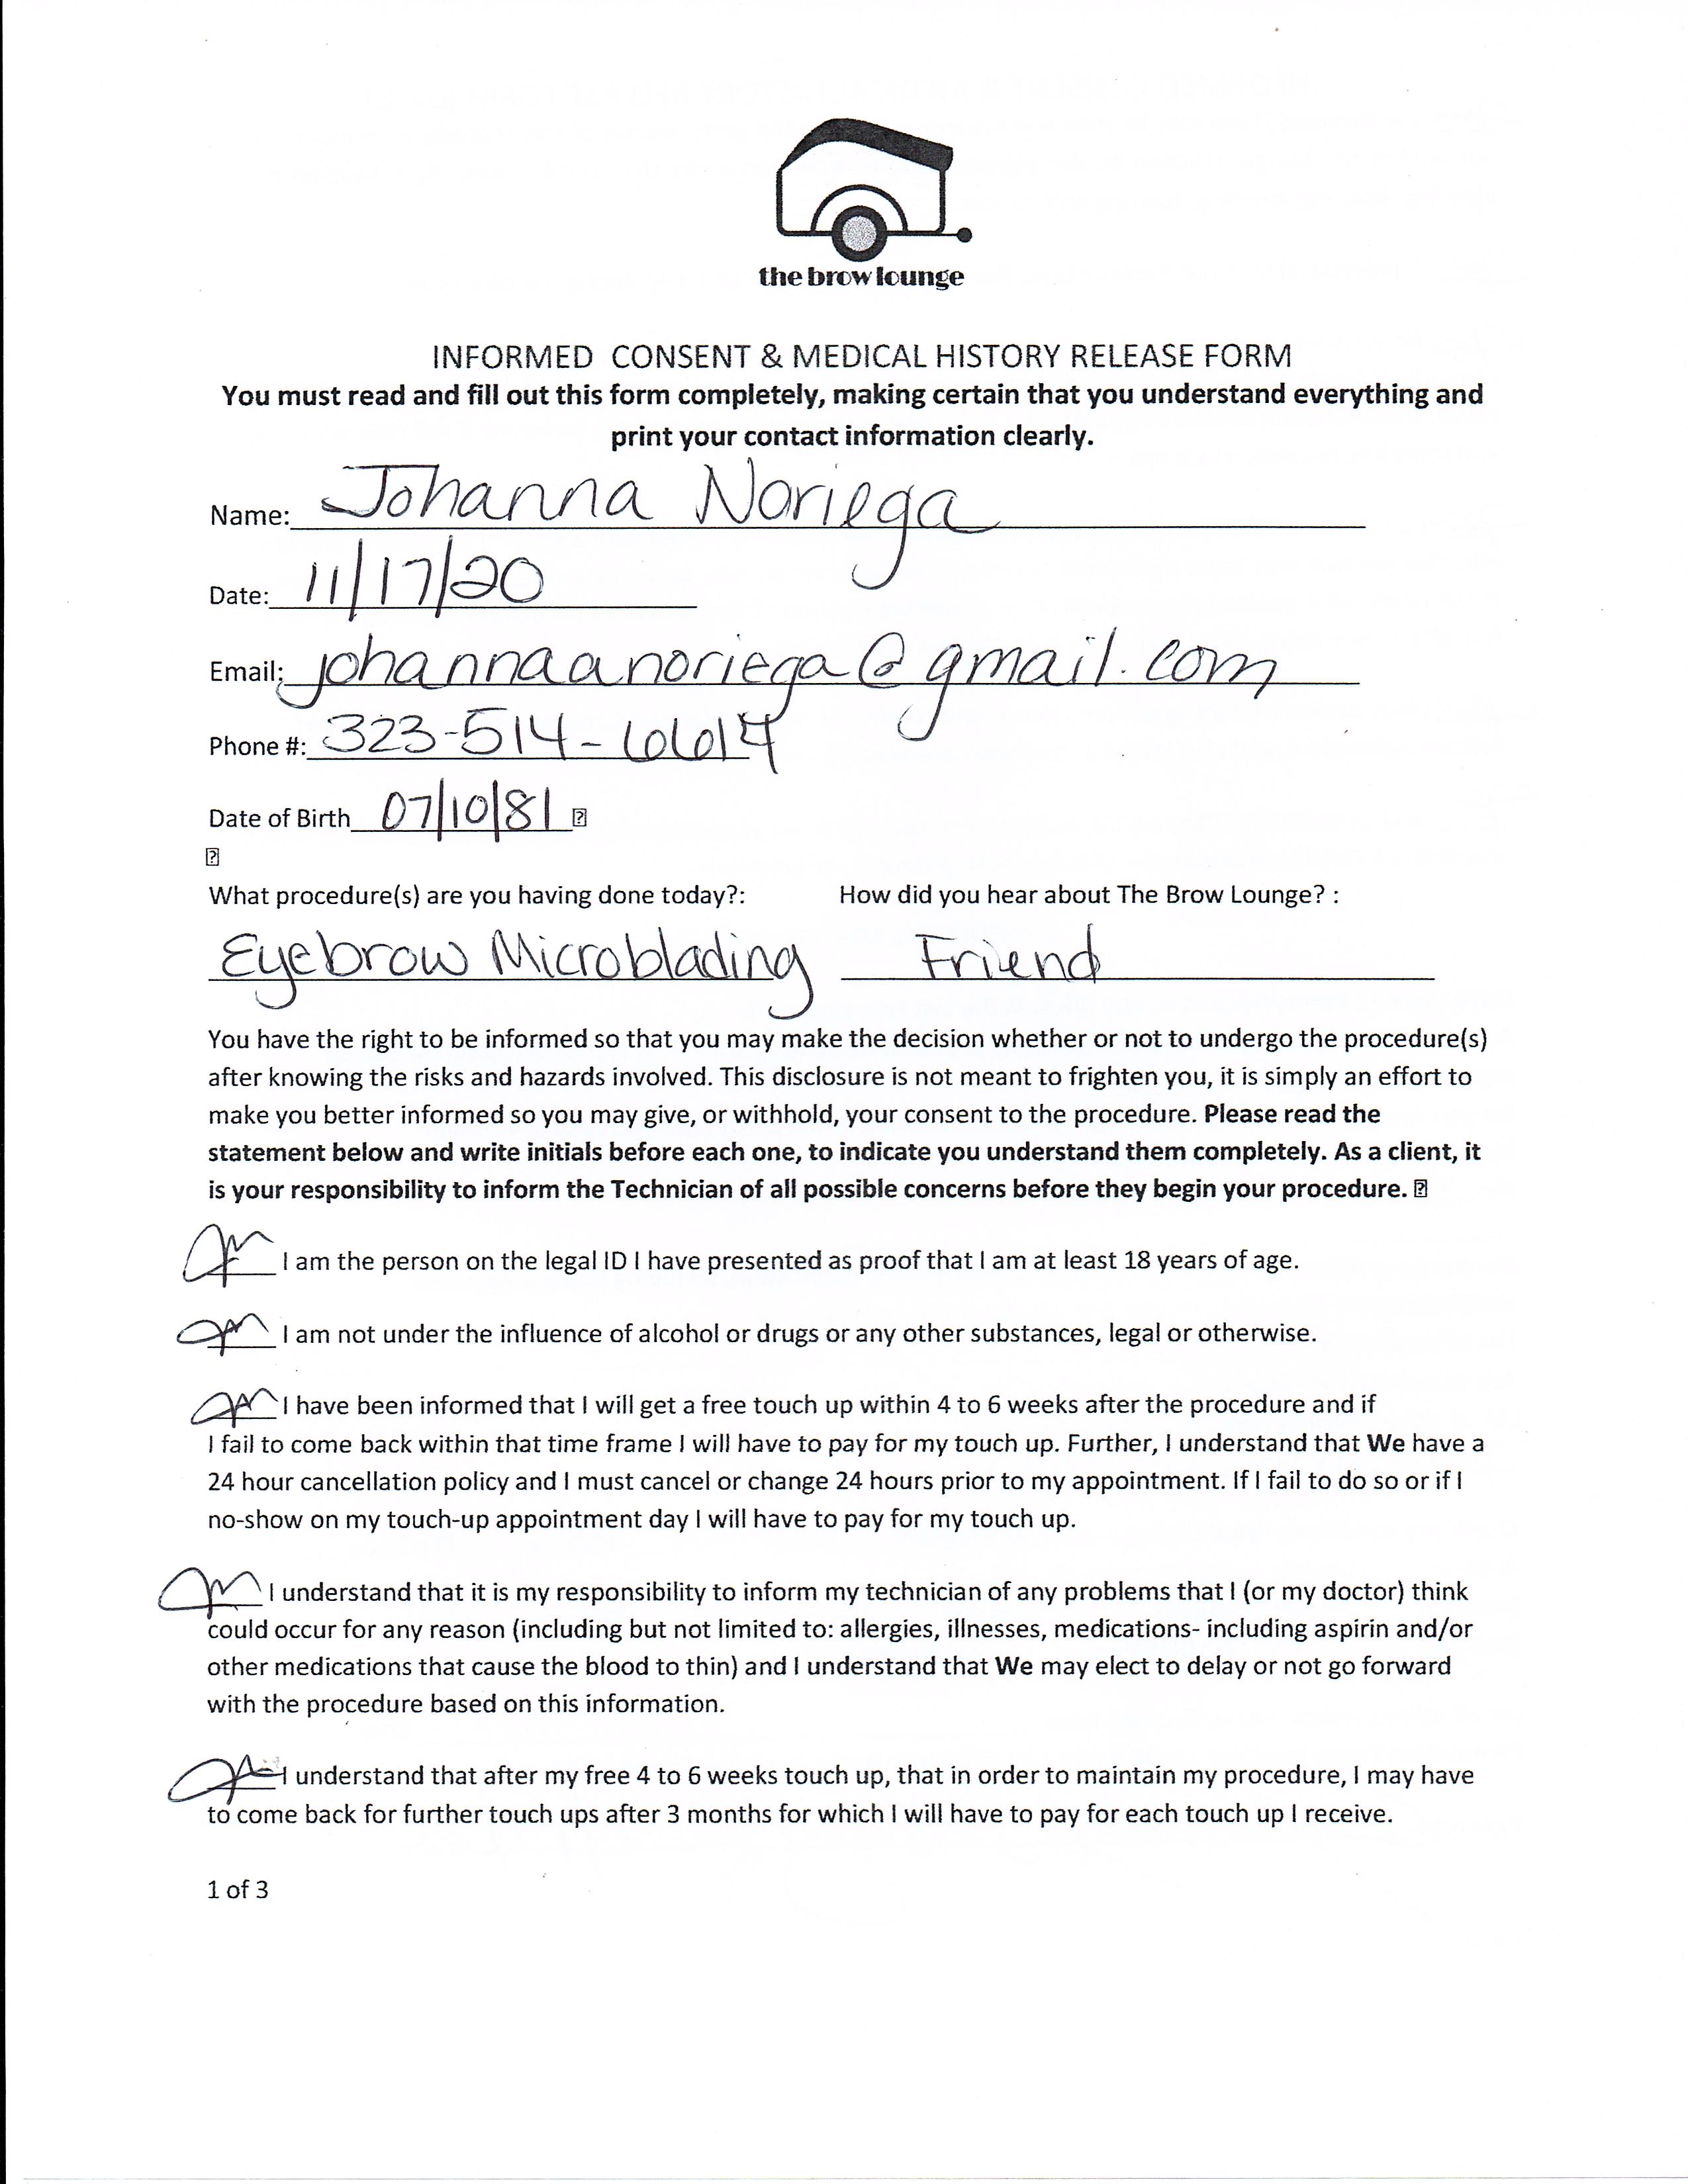 the brow lounge
INFORMED CONSENT & MEDICAL HISTORY RELEASE FORM
You must read and fill out this form completely, making certain that you understand everything and
print your contact information clearly.
Name: Johanna Noriega
Date: 11/17/20
Email: johannaanoriega@gmail.com
Phone #: 323-514-6614
Date of Birth 07/10/81
What procedure(s) are you having done today?: How did you hear about The Brow Lounge? :
Eyebrow Microblading Friend
You have the right to be informed so that you may make the decision whether or not to undergo the procedure(s)
after knowing the risks and hazards involved. This disclosure is not meant to frighten you, it is simply an effort to
make you better informed so you may give, or withhold, your consent to the procedure. Please read the
statement below and write initials before each one, to indicate you understand them completely. As a client, it
is your responsibility to inform the Technician of all possible concerns before they begin your procedure.
I am the person on the legal ID I have presented as proof that I am at least 18 years of age.
I am not under the influence of alcohol or drugs or any other substances, legal or otherwise.
I have been informed that I will get a free touch up within 4 to 6 weeks after the procedure and if
I fail to come back within that time frame I will have to pay for my touch up. Further, I understand that We have a
24 hour cancellation policy and I must cancel or change 24 hours prior to my appointment. If I fail to do so or if I
no-show on my touch-up appointment day I will have to pay for my touch up.
I understand that it is my responsibility to inform my technician of any problems that I (or my doctor) think
could occur for any reason (including but not limited to: allergies, illnesses, medications- including aspirin and/or
other medications that cause the blood to thin) and I understand that We may elect to delay or not go forward
with the procedure based on this information.
I understand that after my free 4 to 6 weeks touch up, that in order to maintain my procedure, I may have
to come back for further touch ups after 3 months for which I will have to pay for each touch up I receive.
1 of 3